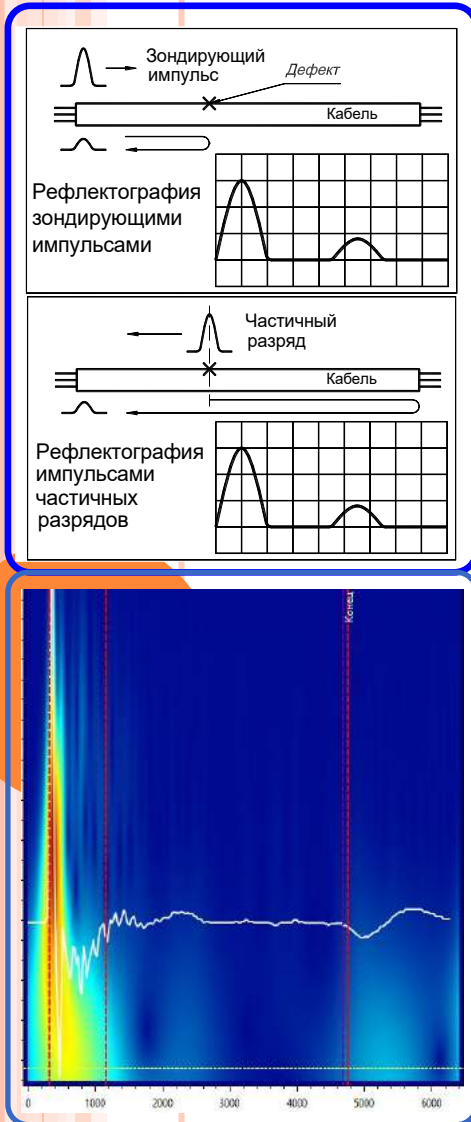 Зондирующий
импульс
Дефект
Кабель
Рефлектография
зондирующими
импульсами
Частичный
разряд
Кабель
Рефлектография
импульсами
частичных
разрядов
Конец
0 1000 2000 3000 4000 5000 6000